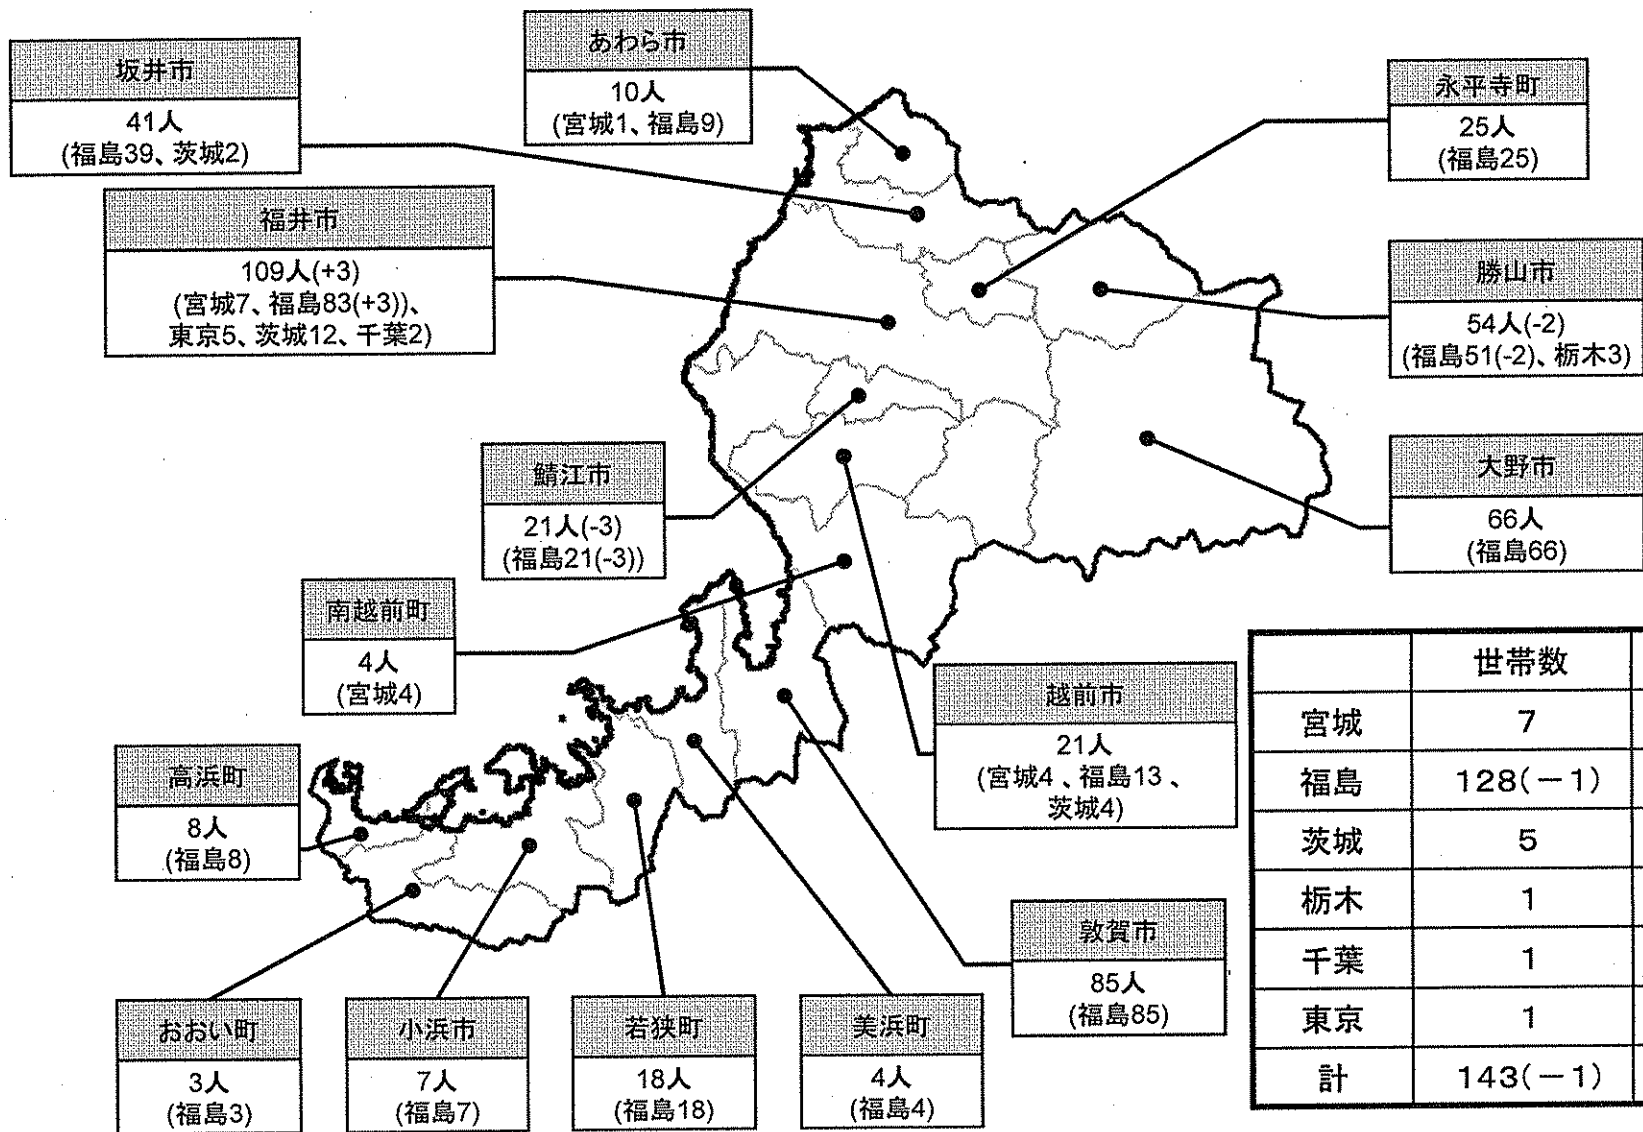 あわら市
10人
(宮城1、福島9)
坂井市
41人
(福島39、茨城2)
永平寺町
25人
(福島25)
福井市
109人(+3)
(宮城7、福島83(+3))、
東京5、茨城12、千葉2)
勝山市
54人(-2)
(福島51(-2)、栃木3)
鯖江市
21人(-3)
(福島21(-3))
大野市
66人
(福島66)
南越前町
4人
(宮城4)
越前市
21人
(宮城4 、福島13 、
茨城4)
高浜町
8人
(福島8)
敦賀市
85人
(福島85)
おおい町
3人
(福島3)
小浜市
7人
(福島7)
若狭町
18人
(福島18)
美浜町
4人
(福島4)
世帯数
宮城 7
福島 128(-1)
茨城 5
栃木 1
千葉 1
東京 1
計 143(-1)